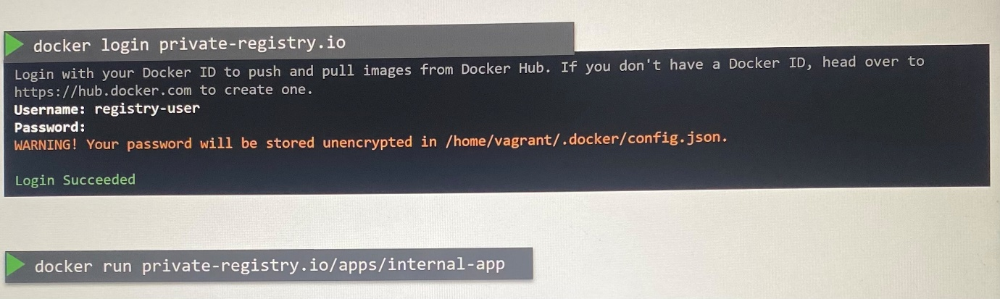 docker login private-registry.io
Login with your Docker ID to push and pull images from Docker Hub. If you don't have a Docker ID, head over to
https://hub.docker.com to create one.
Username: registry-user
Password:
WARNING! Your password will be stored unencrypted in /home/vagrant/.docker/config.json.
Login Succeeded
docker run private-registry.io/apps/internal-app